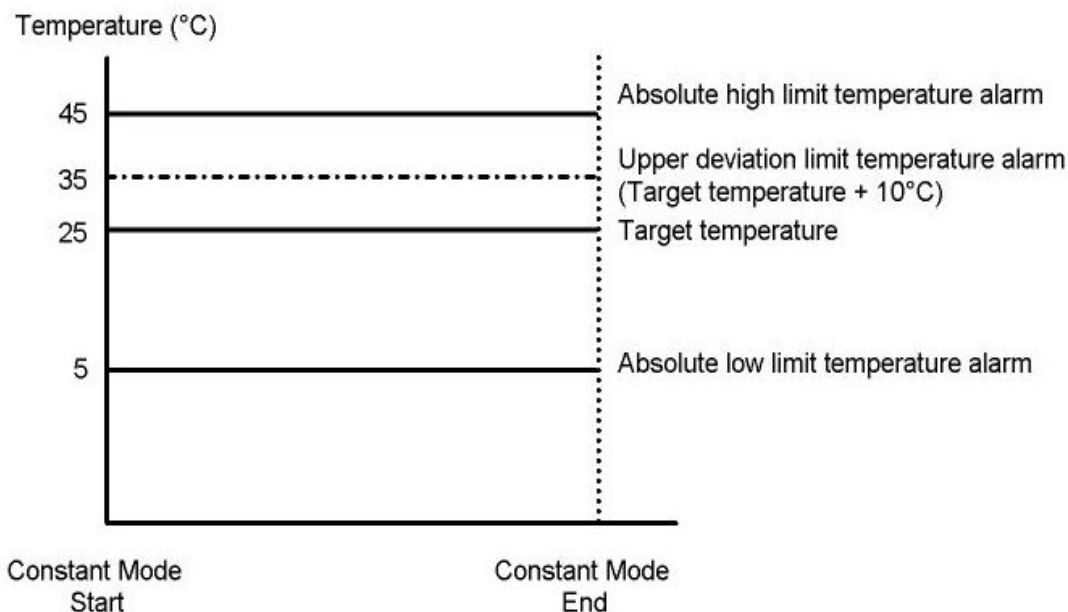 Temperature (°C)
45
Absolute high limit temperature alarm
35
Upper deviation limit temperature alarm
(Target temperature + 10°C)
25
Target temperature
5
Absolute low limit temperature alarm
Constant Mode
Start
Constant Mode
End